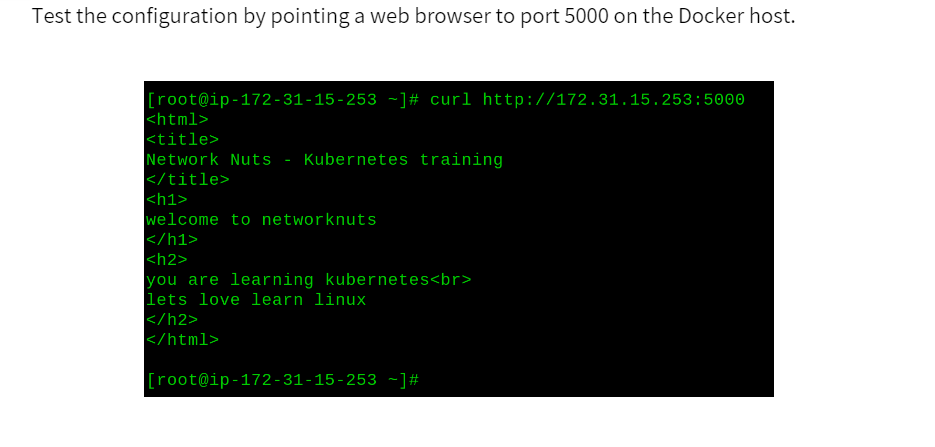 Test the configuration by pointing a web browser to port 5000 on the Docker host.
[root@ip-172-31-15-253 ~]# curl http://172.31.15.253:5000
<html>
<title>
Network Nuts - Kubernetes training
</title>
<h1>
welcome to networknuts
</h1>
<h2>
you are learning kubernetes<br>
lets love learn linux
</h2>
</html>
[root@ip-172-31-15-253 ~]#